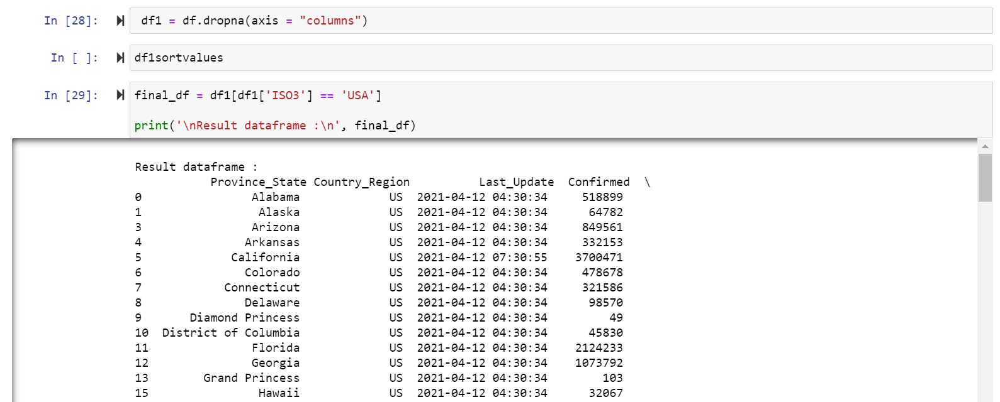 In [28]: df1 = df.dropna(axis = "columns")
In [ ]: df1sortvalues
In [29]: final_df = df1[df1['ISO3'] == 'USA']
print('\nResult dataframe :\n', final_df)
Result dataframe :
Province_State Country_Region Last_Update Confirmed \
0 Alabama US 2021-04-12 04:30:34 518899
1 Alaska US 2021-04-12 04:30:34 64782
3 Arizona US 2021-04-12 04:30:34 849561
4 Arkansas US 2021-04-12 04:30:34 332153
5 California US 2021-04-12 07:30:55 3700471
6 Colorado US 2021-04-12 04:30:34 478678
7 Connecticut US 2021-04-12 04:30:34 321586
8 Delaware US 2021-04-12 04:30:34 98570
9 Diamond Princess US 2021-04-12 04:30:34 49
10 District of Columbia US 2021-04-12 04:30:34 45830
11 Florida US 2021-04-12 04:30:34 2124233
12 Georgia US 2021-04-12 04:30:34 1073792
13 Grand Princess US 2021-04-12 04:30:34 103
15 Hawaii US 2021-04-12 04:30:34 32067